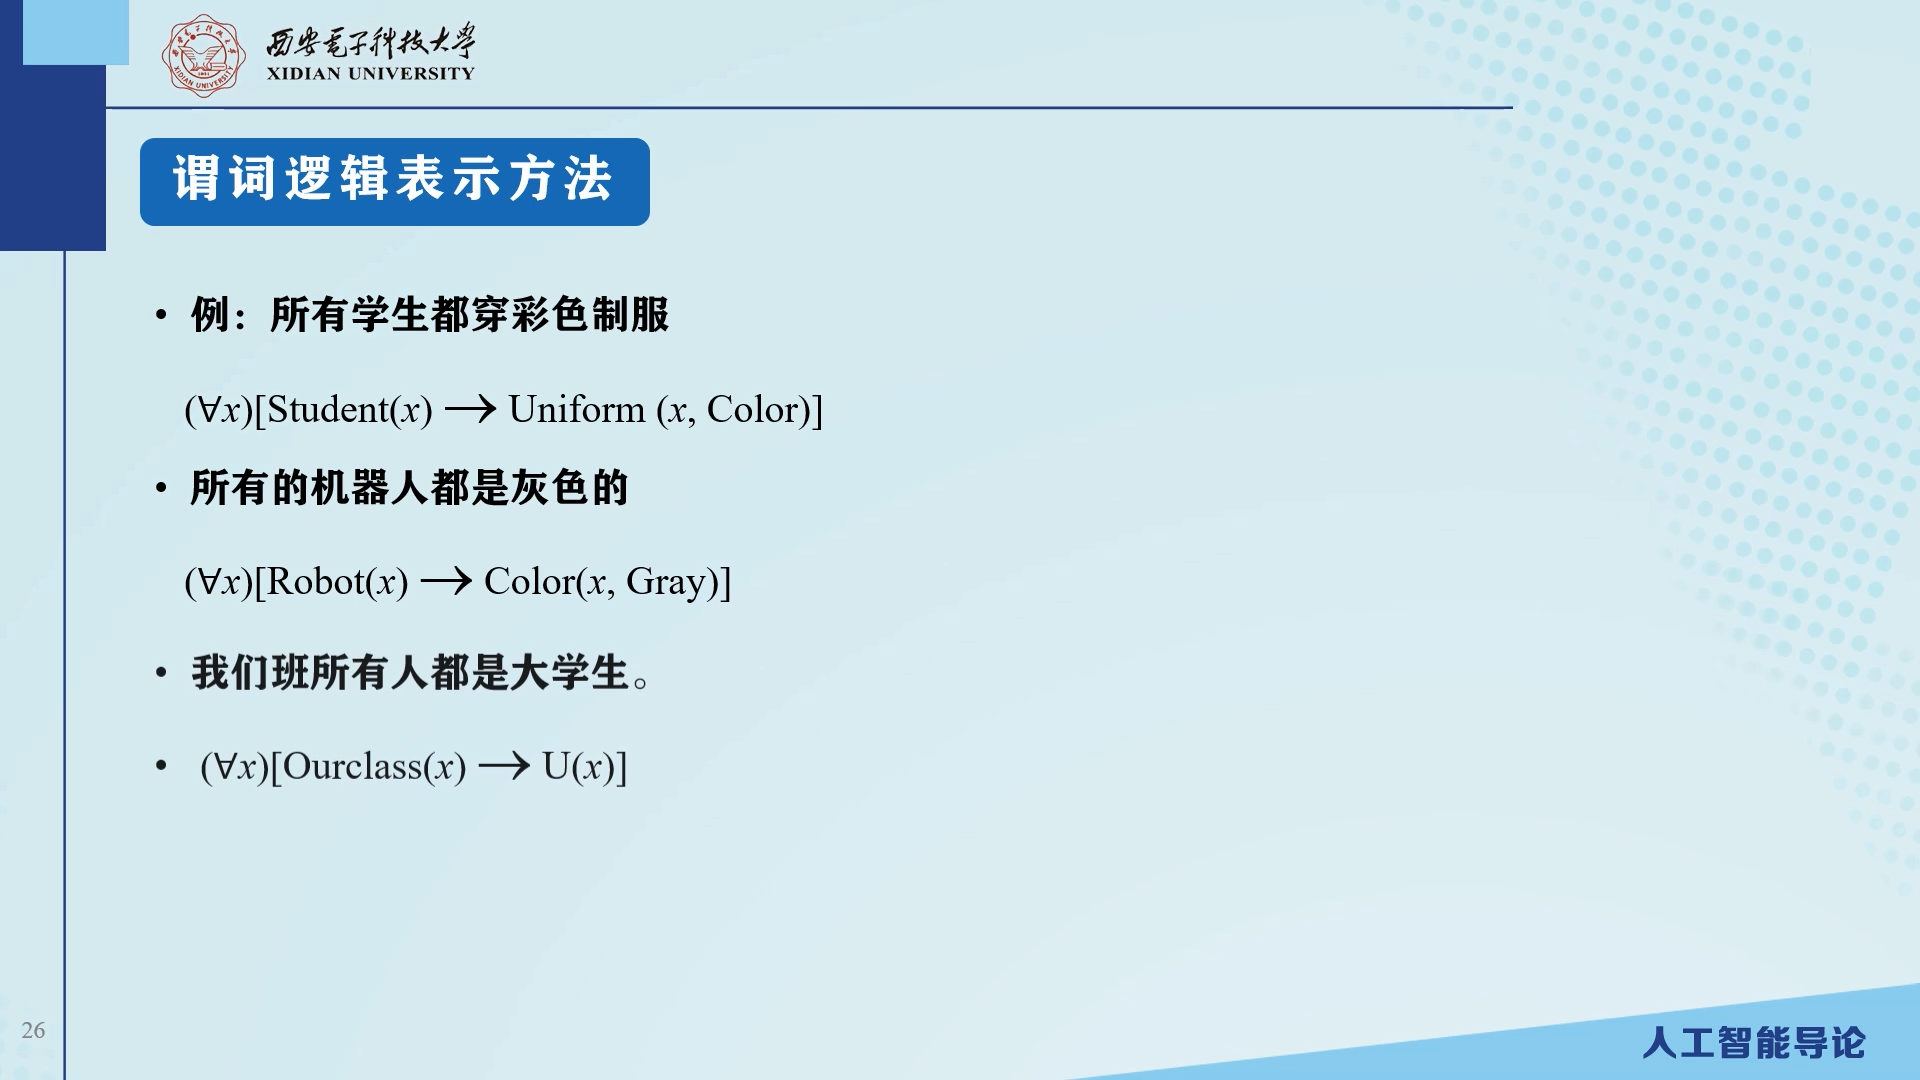 西安电子科技大学
XIDIAN UNIVERSITY
谓词逻辑表示方法
• 例：所有学生都穿彩色制服
(∀x)[Student(x) → Uniform (x, Color)]
• 所有的机器人都是灰色的
(∀x)[Robot(x) → Color(x, Gray)]
• 我们班所有人都是大学生。
• (∀x)[Ourclass(x) → U(x)]
26
人工智能导论